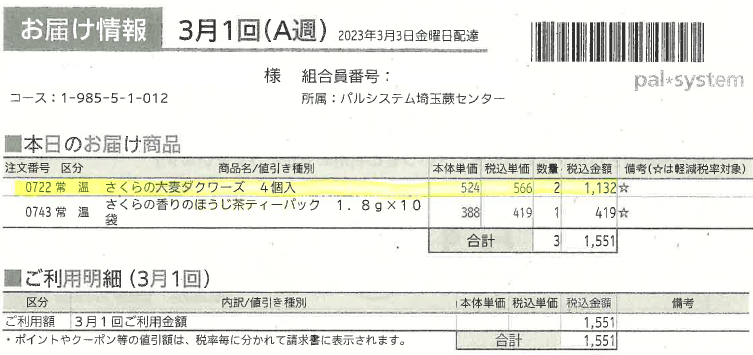 お届け情報 3月1回(A週) 2023年3月3日金曜日配達
様 組合員番号：
pal*system
コース：1-985-5-1-012 所属：パルシステム埼玉蕨センター
■本日のお届け商品
注文番号 区分 商品名/値引き種別 本体単価 税込単価 数量 税込金額 備考(☆は軽減税率対象)
0722 常 温 さくらの大麦ダクワーズ 4個入 524 566 2 1,132 ☆
0743 常 温 さくらの香りのほうじ茶ティーパック 1.8g×10 388 419 1 419 ☆
袋
合計 3 1,551
■ご利用明細(3月1回)
区分 内訳/値引き種別 本体単価 税込単価 税込金額 備考
ご利用額 3月1回ご利用金額 1,551
・ポイントやクーポン等の値引額は、税率毎に分かれて請求書に表示されます。 合計 1,551